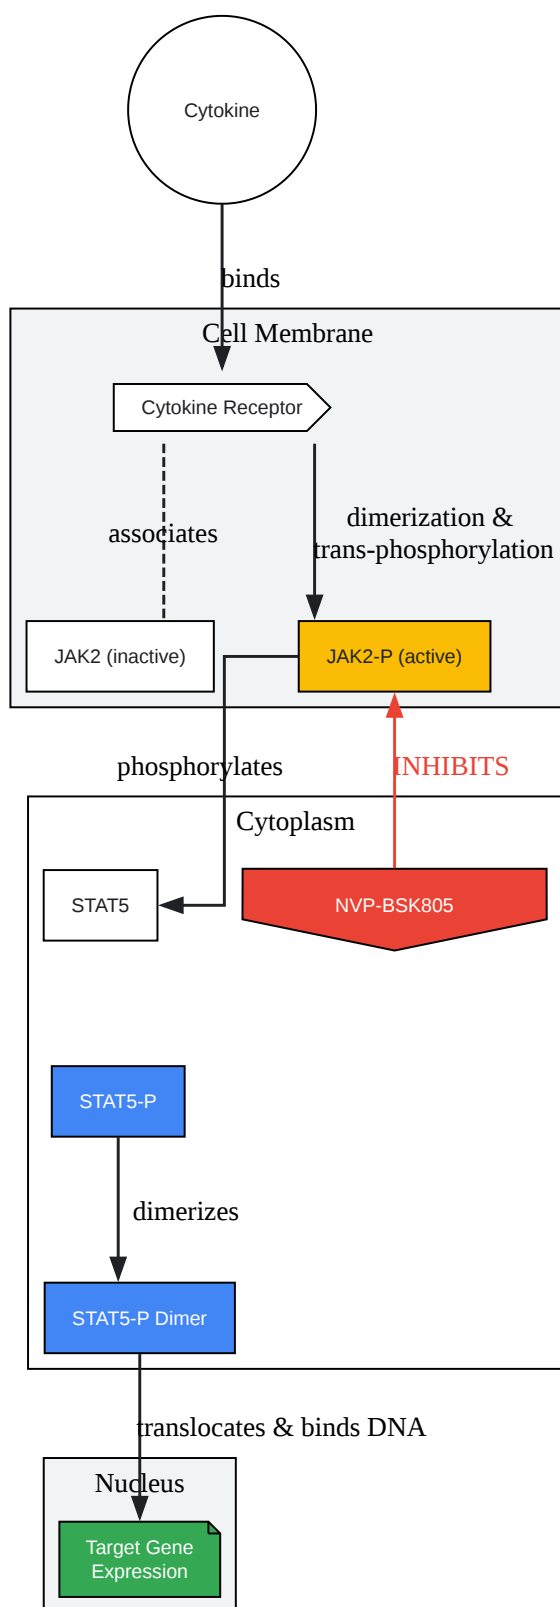 Cytokine
binds
Cell Membrane
Cytokine Receptor
associates
dimerization &
trans-phosphorylation
JAK2 (inactive)
JAK2-P (active)
phosphorylates
INHIBITS
Cytoplasm
STAT5
NVP-BSK805
STAT5-P
dimerizes
STAT5-P Dimer
translocates & binds DNA
Nucleus
Target Gene
Expression